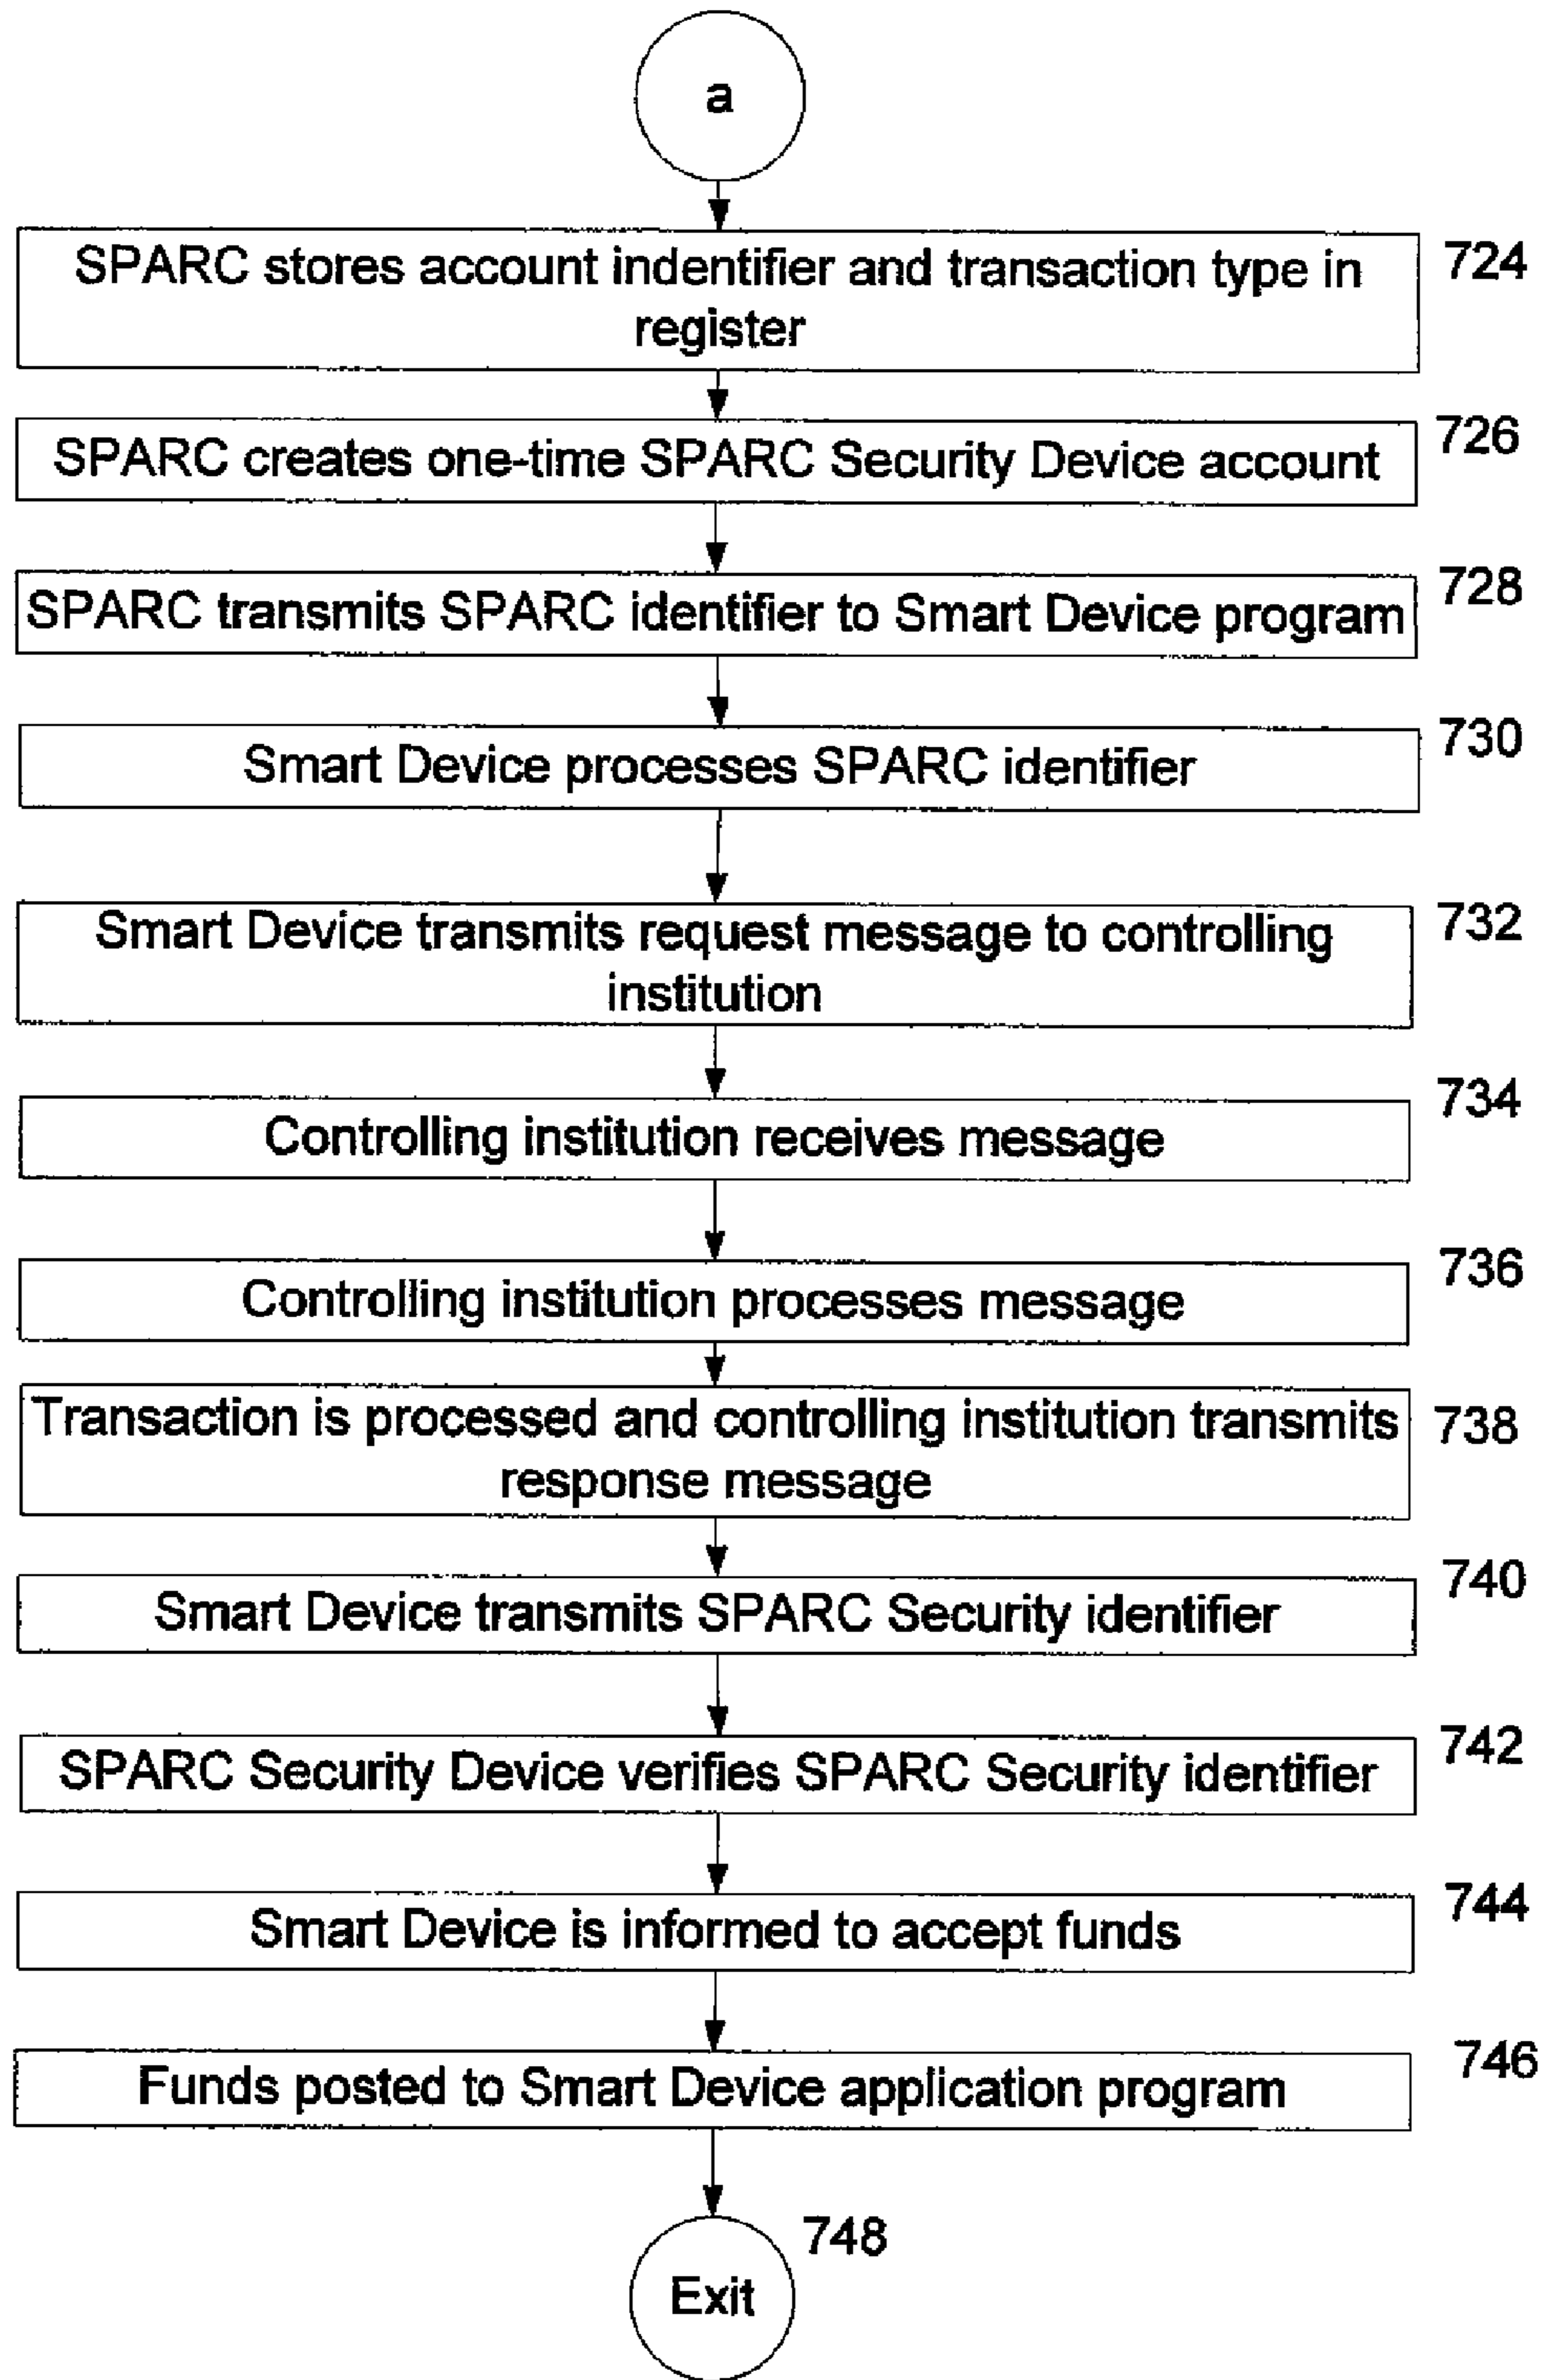 a
SPARC stores account indentifier and transaction type in
register
724
SPARC creates one-time SPARC Security Device account
726
SPARC transmits SPARC identifier to Smart Device program
728
Smart Device processes SPARC identifier
730
Smart Device transmits request message to controlling
institution
732
Controlling institution receives message
734
Controlling institution processes message
736
Transaction is processed and controlling institution transmits
response message
738
Smart Device transmits SPARC Security identifier
740
SPARC Security Device verifies SPARC Security identifier
742
Smart Device is informed to accept funds
744
Funds posted to Smart Device application program
746
Exit
748